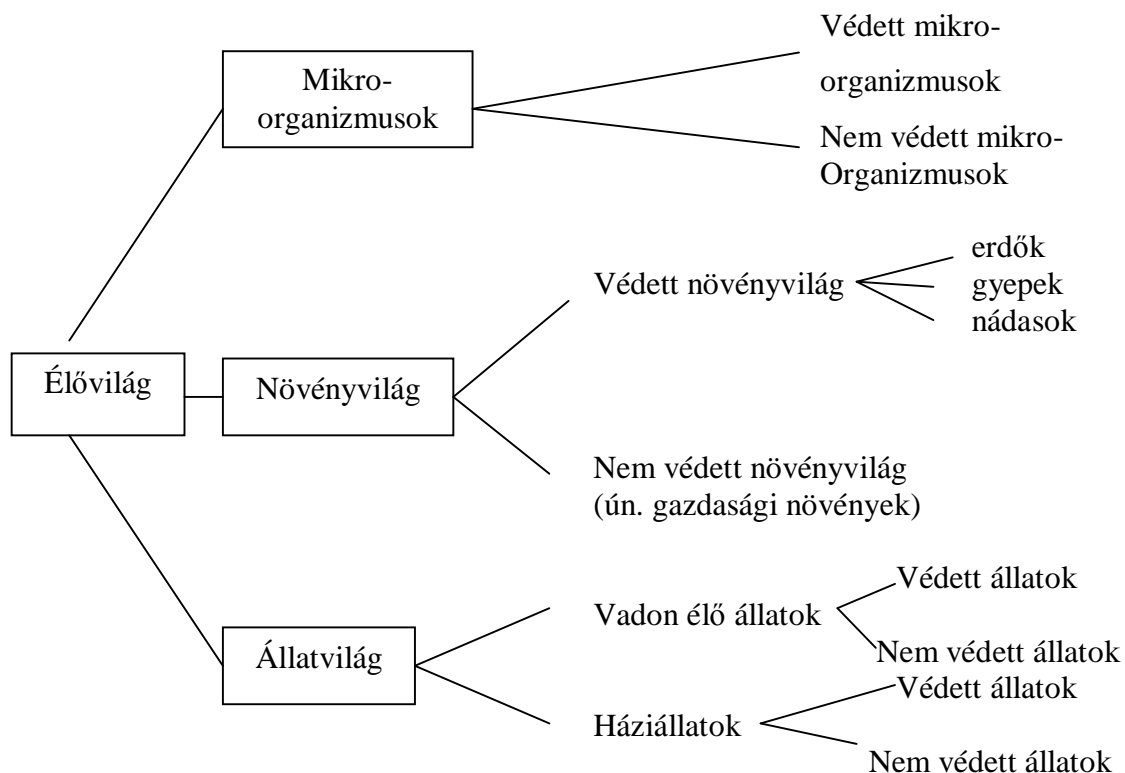 Mikro-
organizmusok
Védett mikro-
organizmusok
Nem védett mikro-
Organizmusok
Élővilág
Növényvilág
Védett növényvilág
erdők
gyepek
nádasok
Nem védett növényvilág
(ún. gazdasági növények)
Állatvilág
Vadon élő állatok
Védett állatok
Nem védett állatok
Háziállatok
Védett állatok
Nem védett állatok